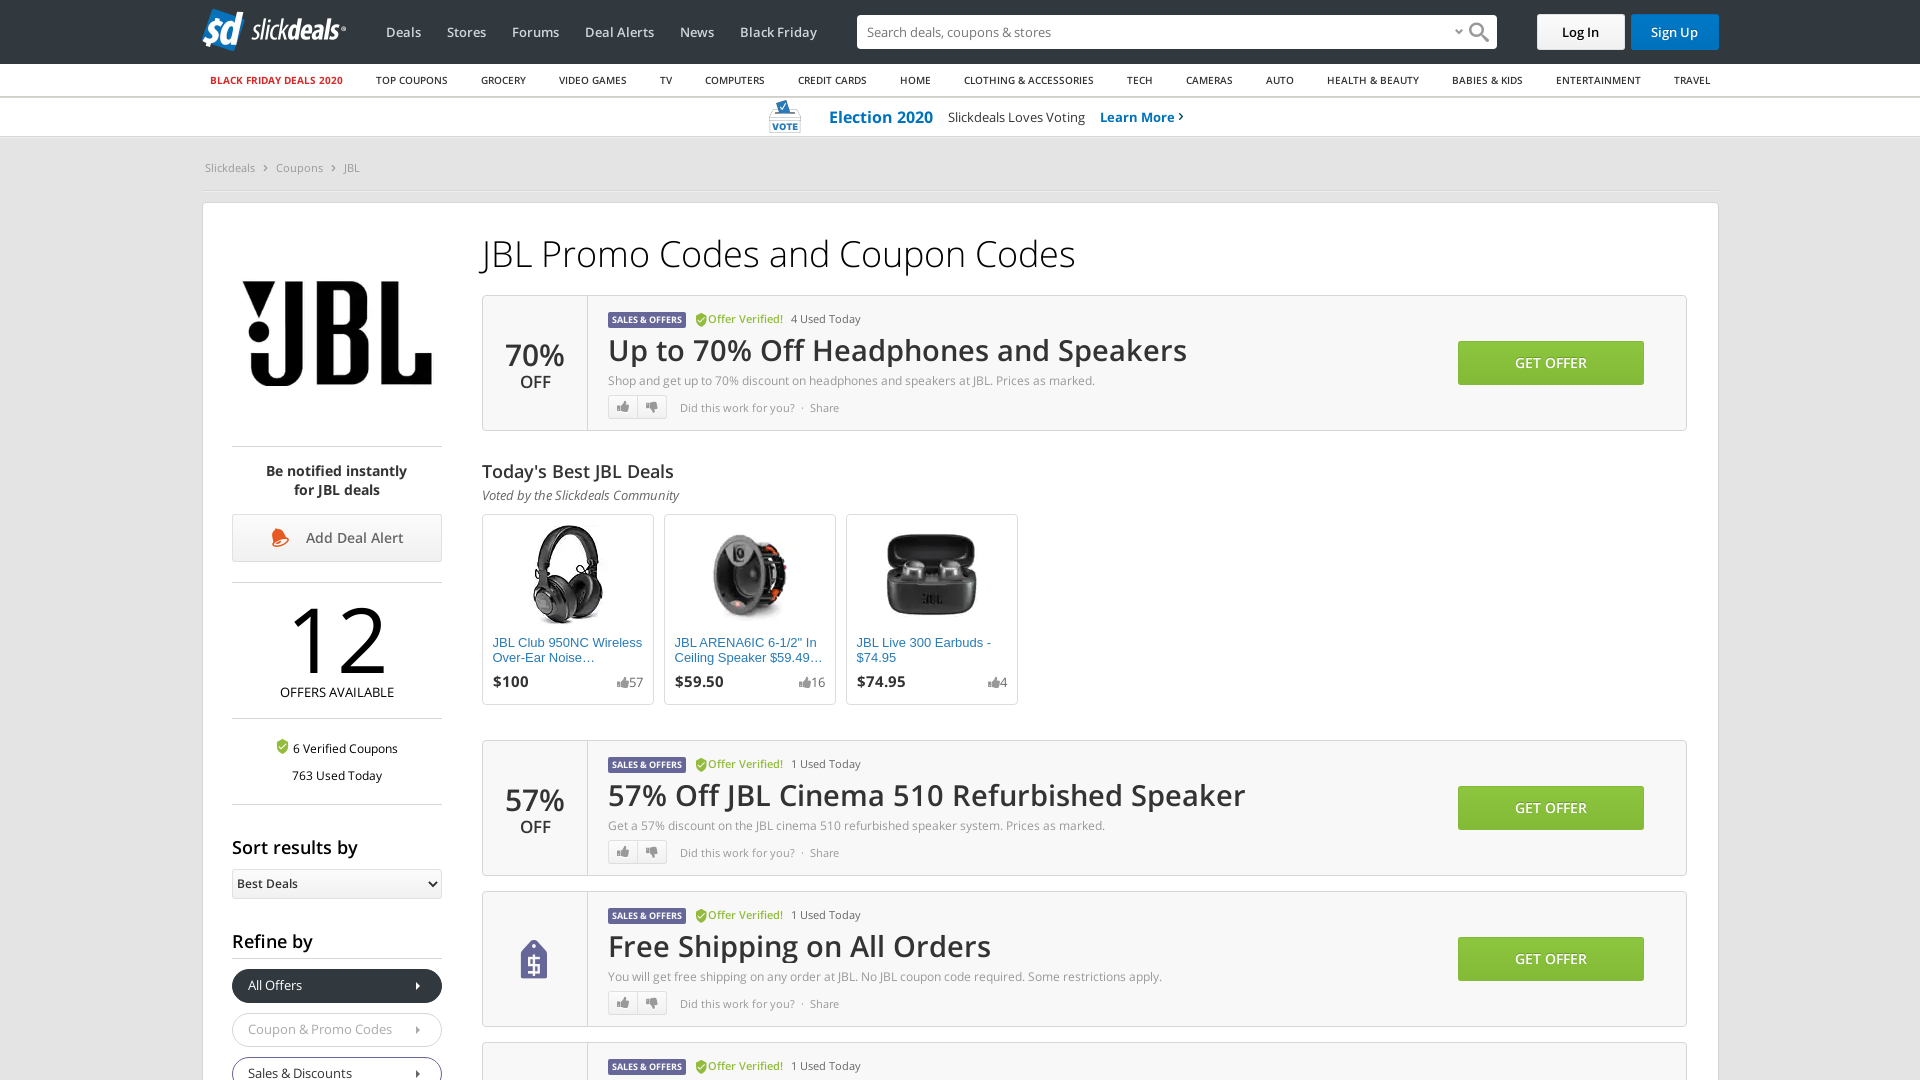 sd slickdeals
Deals
Stores
Forums
Deal Alerts
News
Black Friday
Search deals, coupons & stores
Log In
Sign Up
BLACK FRIDAY DEALS 2020
TOP COUPONS
GROCERY
VIDEO GAMES
TV
COMPUTERS
CREDIT CARDS
HOME
CLOTHING & ACCESSORIES
TECH
CAMERAS
AUTO
HEALTH & BEAUTY
BABIES & KIDS
ENTERTAINMENT
TRAVEL
VOTE
Election 2020
Slickdeals Loves Voting
Learn More
Slickdeals
Coupons
JBL
JBL
Be notified instantly
for JBL deals
Add Deal Alert
12
OFFERS AVAILABLE
6 Verified Coupons
763 Used Today
Sort results by
Best Deals
Refine by
All Offers
Coupon & Promo Codes
Sales & Discounts
JBL Promo Codes and Coupon Codes
70%
OFF
SALES & OFFERS
Offer Verified!
4 Used Today
Up to 70% Off Headphones and Speakers
Shop and get up to 70% discount on headphones and speakers at JBL. Prices as marked.
Did this work for you? · Share
GET OFFER
Today's Best JBL Deals
Voted by the Slickdeals Community
JBL Club 950NC Wireless
Over-Ear Noise…
$100
57
JBL ARENA6IC 6-1/2" In
Ceiling Speaker $59.49…
$59.50
16
JBL
JBL Live 300 Earbuds -
$74.95
$74.95
4
57%
OFF
SALES & OFFERS
Offer Verified!
1 Used Today
57% Off JBL Cinema 510 Refurbished Speaker
Get a 57% discount on the JBL cinema 510 refurbished speaker system. Prices as marked.
Did this work for you? · Share
GET OFFER
$
SALES & OFFERS
Offer Verified!
1 Used Today
Free Shipping on All Orders
You will get free shipping on any order at JBL. No JBL coupon code required. Some restrictions apply.
Did this work for you? · Share
GET OFFER
SALES & OFFERS
Offer Verified!
1 Used Today